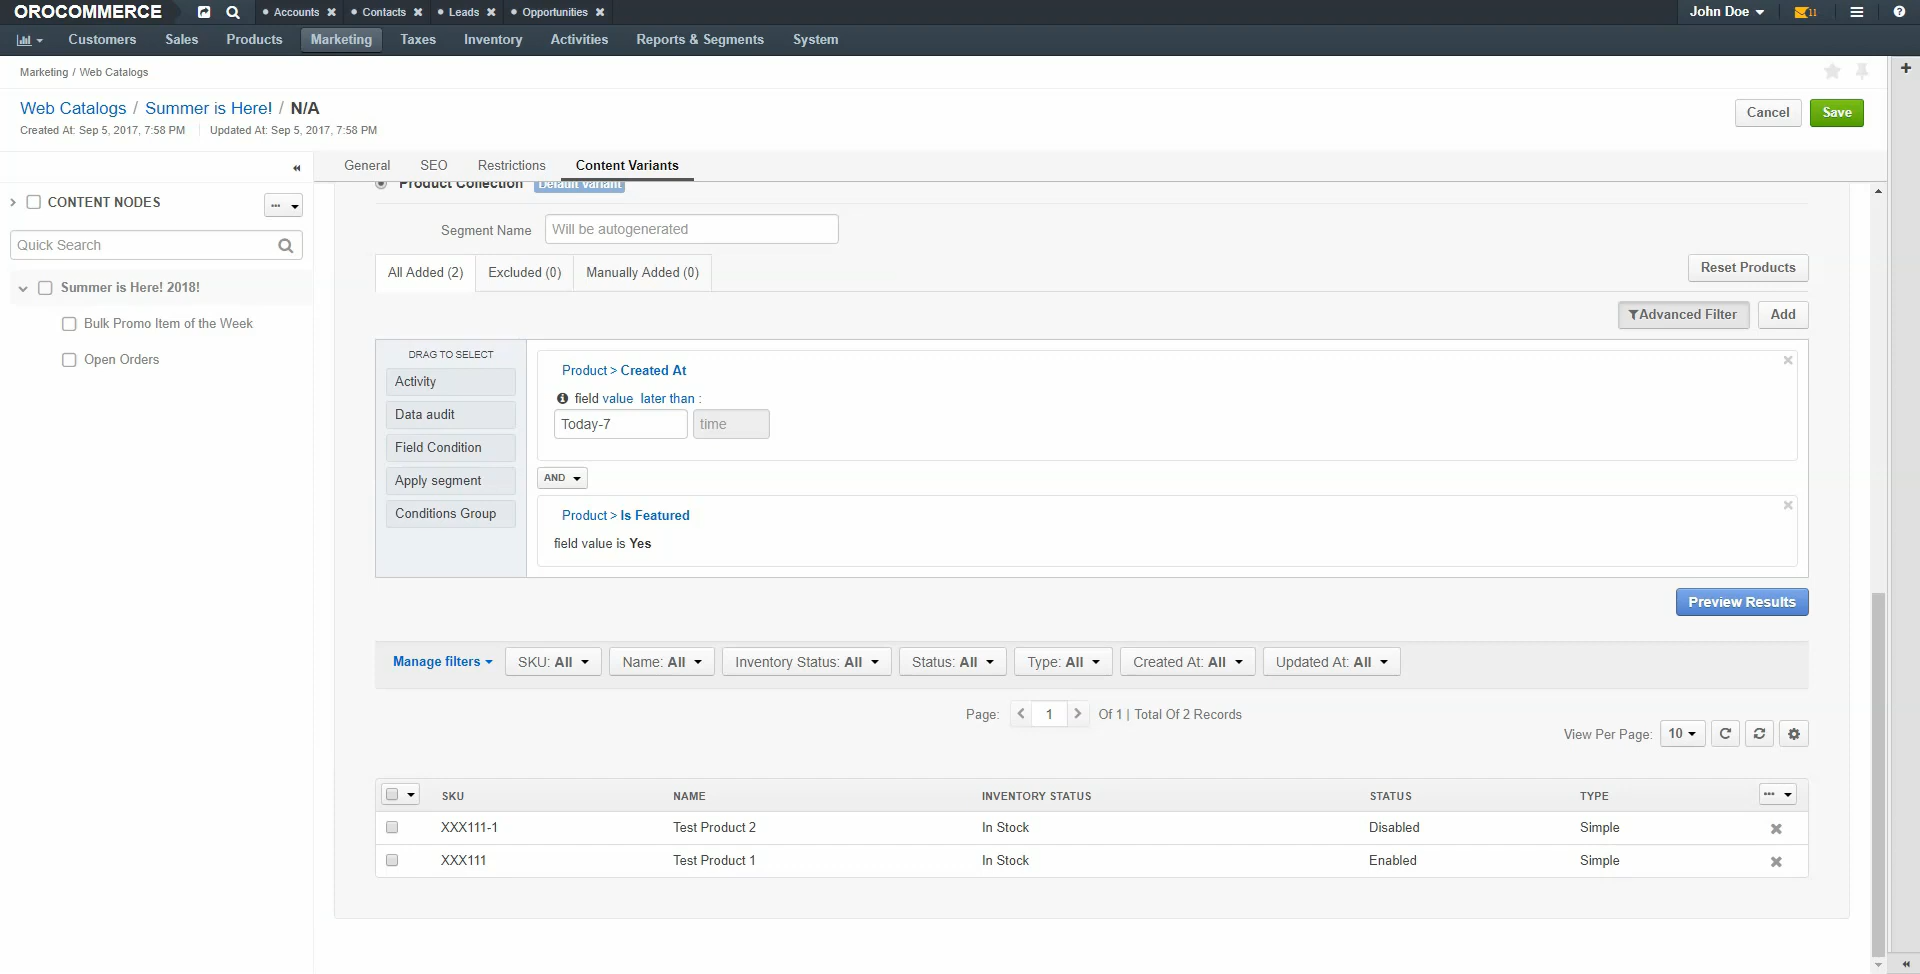 OROCOMMERCE
Accounts
Contacts
Leads
Opportunities
John Doe
11
Customers
Sales
Products
Marketing
Taxes
Inventory
Activities
Reports & Segments
System
Marketing / Web Catalogs
Web Catalogs / Summer is Here! / N/A
Created At: Sep 5, 2017, 7:58 PM
Updated At: Sep 5, 2017, 7:58 PM
Cancel
Save
General
SEO
Restrictions
Content Variants
CONTENT NODES
Quick Search
Summer is Here! 2018!
Bulk Promo Item of the Week
Open Orders
Product Collection
Default Variant
Segment Name
Will be autogenerated
All Added (2)
Excluded (0)
Manually Added (0)
Reset Products
Advanced Filter
Add
DRAG TO SELECT
Activity
Data audit
Field Condition
Apply segment
Conditions Group
Product > Created At
field value later than :
Today-7
time
AND
Product > Is Featured
field value is Yes
Preview Results
Manage filters
SKU: All
Name: All
Inventory Status: All
Status: All
Type: All
Created At: All
Updated At: All
Page:
1
Of 1 | Total Of 2 Records
View Per Page:
10
SKU NAME INVENTORY STATUS STATUS TYPE
XXX111-1 Test Product 2 In Stock Disabled Simple
XXX111 Test Product 1 In Stock Enabled Simple